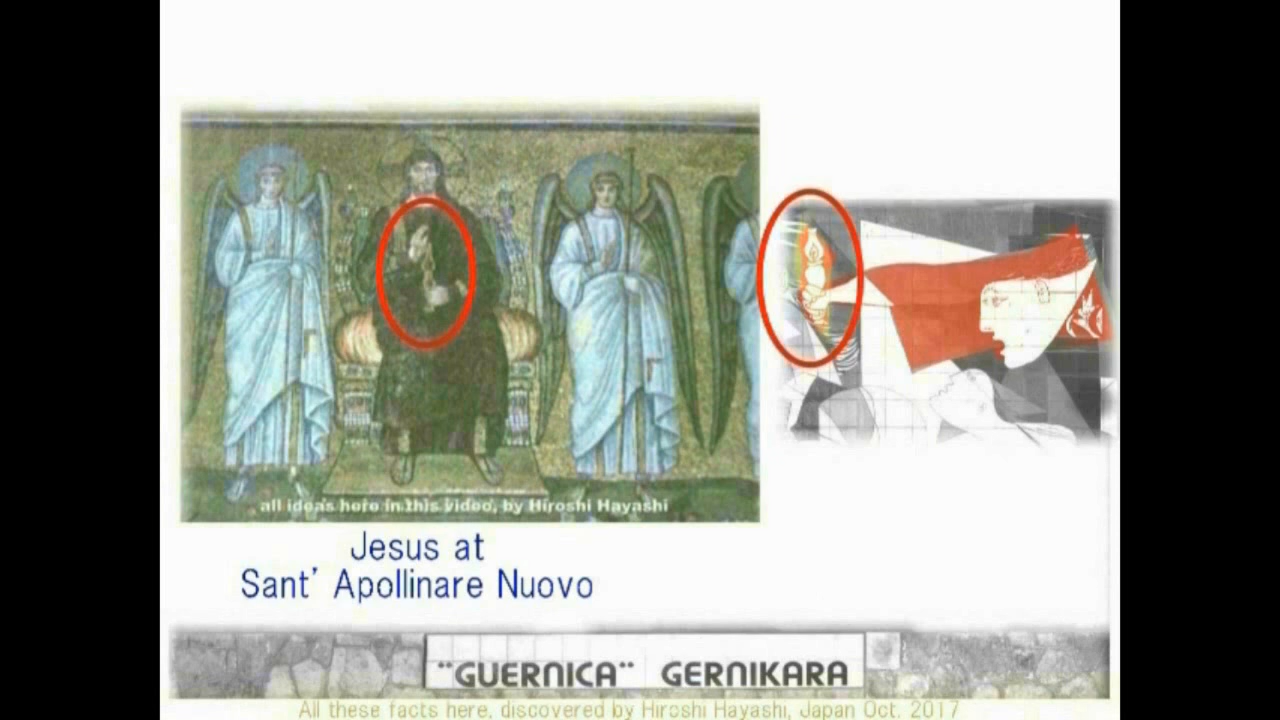 all ideas here in this video, by Hiroshi Hayashi
Jesus at
Sant' Apollinare Nuovo
"GUERNICA" GERNIKARA
All these facts here, discovered by Hiroshi Hayashi, Japan Oct. 2017